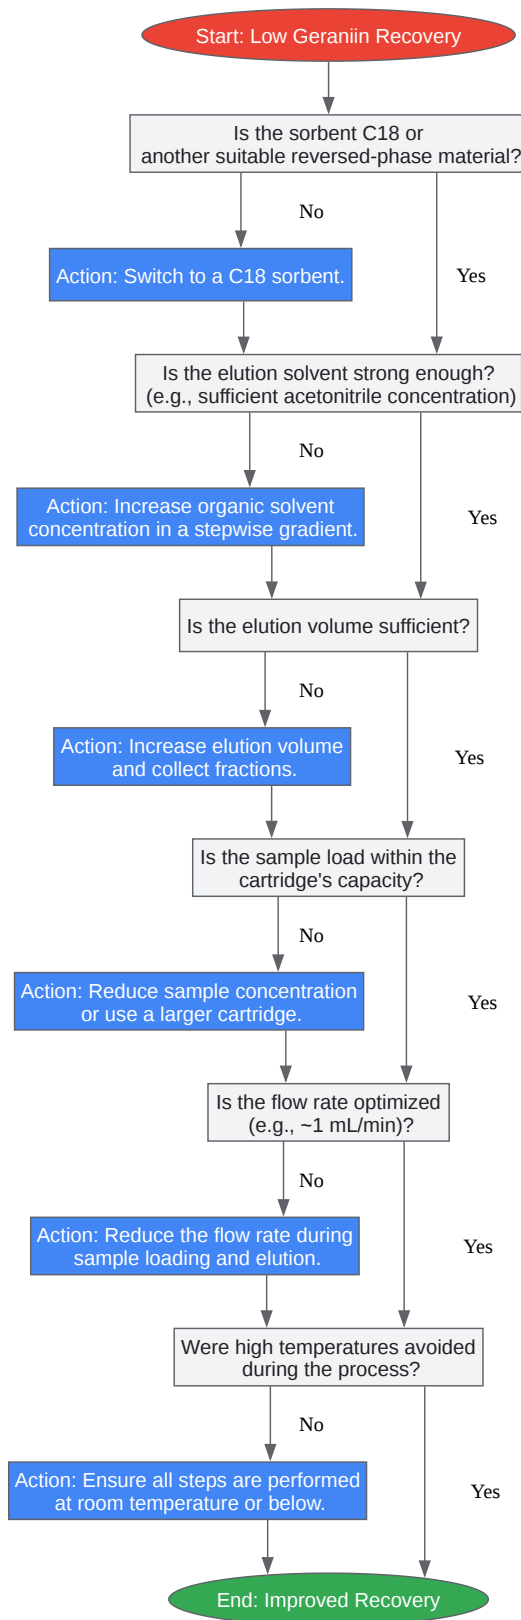 Start: Low Geraniin Recovery
Is the sorbent C18 or
another suitable reversed-phase material?
No
Action: Switch to a C18 sorbent.
Yes
Is the elution solvent strong enough?
(e.g., sufficient acetonitrile concentration)
No
Action: Increase organic solvent
concentration in a stepwise gradient.
Yes
Is the elution volume sufficient?
No
Action: Increase elution volume
and collect fractions.
Yes
Is the sample load within the
cartridge's capacity?
No
Action: Reduce sample concentration
or use a larger cartridge.
Yes
Is the flow rate optimized
(e.g., ~1 mL/min)?
No
Action: Reduce the flow rate during
sample loading and elution.
Yes
Were high temperatures avoided
during the process?
No
Action: Ensure all steps are performed
at room temperature or below.
Yes
End: Improved Recovery